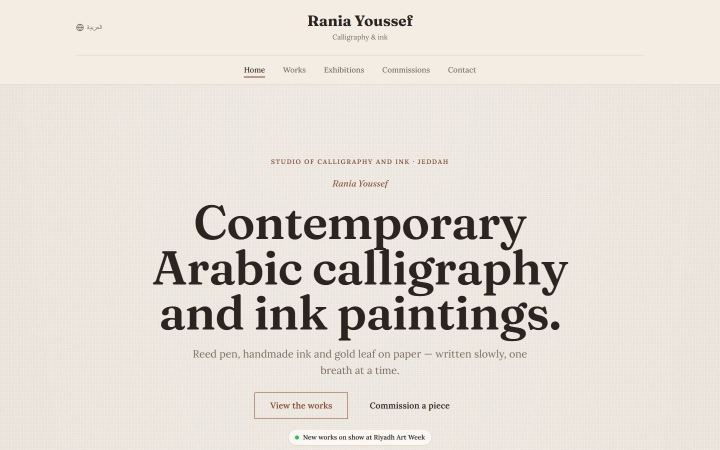 العربية
Rania Youssef
Calligraphy & ink
Home
Works
Exhibitions
Commissions
Contact
STUDIO OF CALLIGRAPHY AND INK · JEDDAH
Rania Youssef
Contemporary
Arabic calligraphy
and ink paintings.
Reed pen, handmade ink and gold leaf on paper — written slowly, one
breath at a time.
View the works
Commission a piece
New works on show at Riyadh Art Week